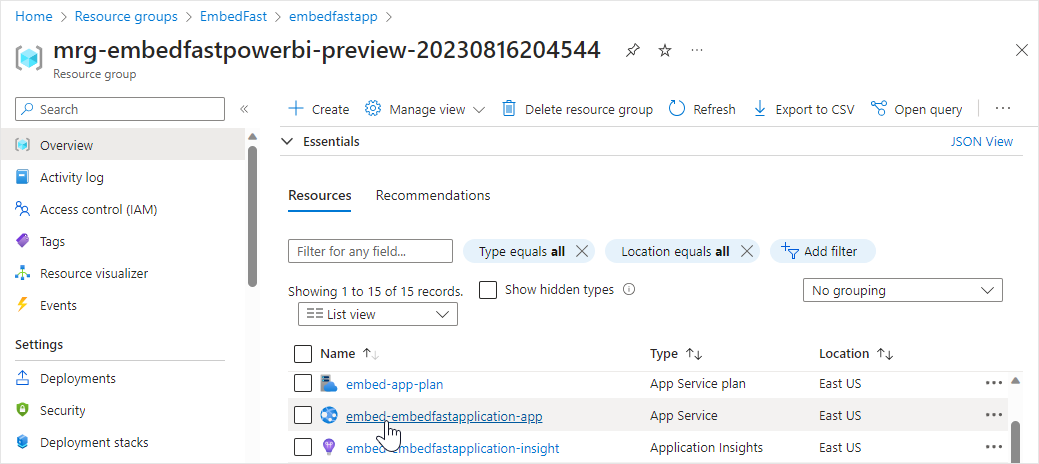 Home > Resource groups > EmbedFast > embedfastapp >
mrg-embedfastpowerbi-preview-20230816204544
Resource group
Search
Overview
Activity log
Access control (IAM)
Tags
Resource visualizer
Events
Settings
Deployments
Security
Deployment stacks
Create Manage view Delete resource group Refresh Export to CSV Open query
Essentials JSON View
Resources Recommendations
Filter for any field... Type equals all Location equals all Add filter
Showing 1 to 15 of 15 records. Show hidden types No grouping
List view
Name Type Location
embed-app-plan App Service plan East US
embed-embedfastapplication-app App Service East US
embed-embedfastapplication-insight Application Insights East US